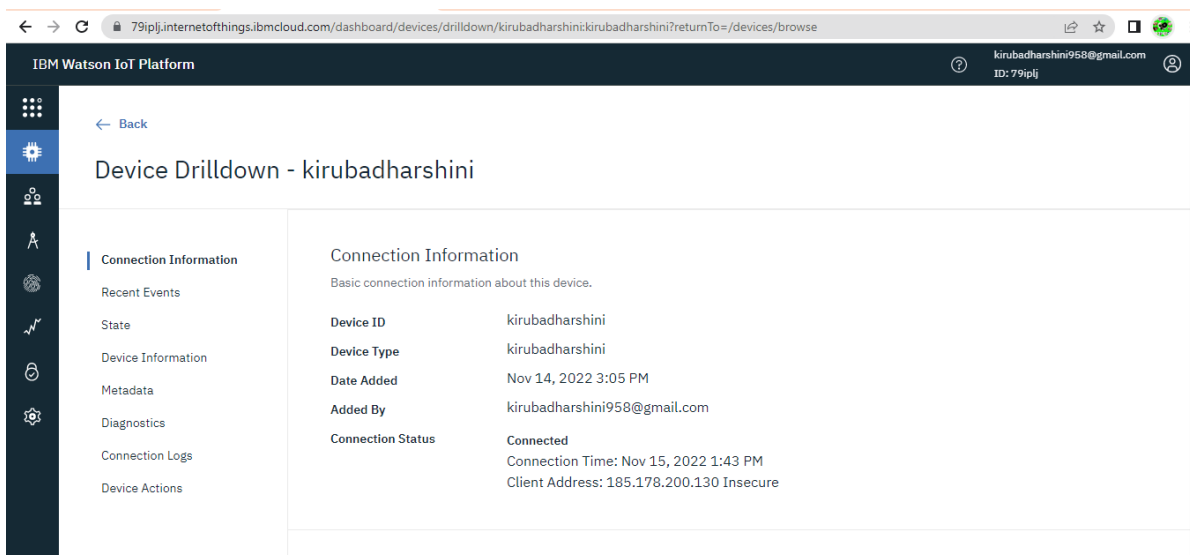 79iplj.internetofthings.ibmcloud.com/dashboard/devices/drilldown/kirubadharshini:kirubadharshini?returnTo=/devices/browse
IBM Watson IoT Platform
kirubadharshini958@gmail.com
ID: 79iplj
Back
Device Drilldown - kirubadharshini
Connection Information
Recent Events
State
Device Information
Metadata
Diagnostics
Connection Logs
Device Actions
Connection Information
Basic connection information about this device.
Device ID kirubadharshini
Device Type kirubadharshini
Date Added Nov 14, 2022 3:05 PM
Added By kirubadharshini958@gmail.com
Connection Status Connected
Connection Time: Nov 15, 2022 1:43 PM
Client Address: 185.178.200.130 Insecure